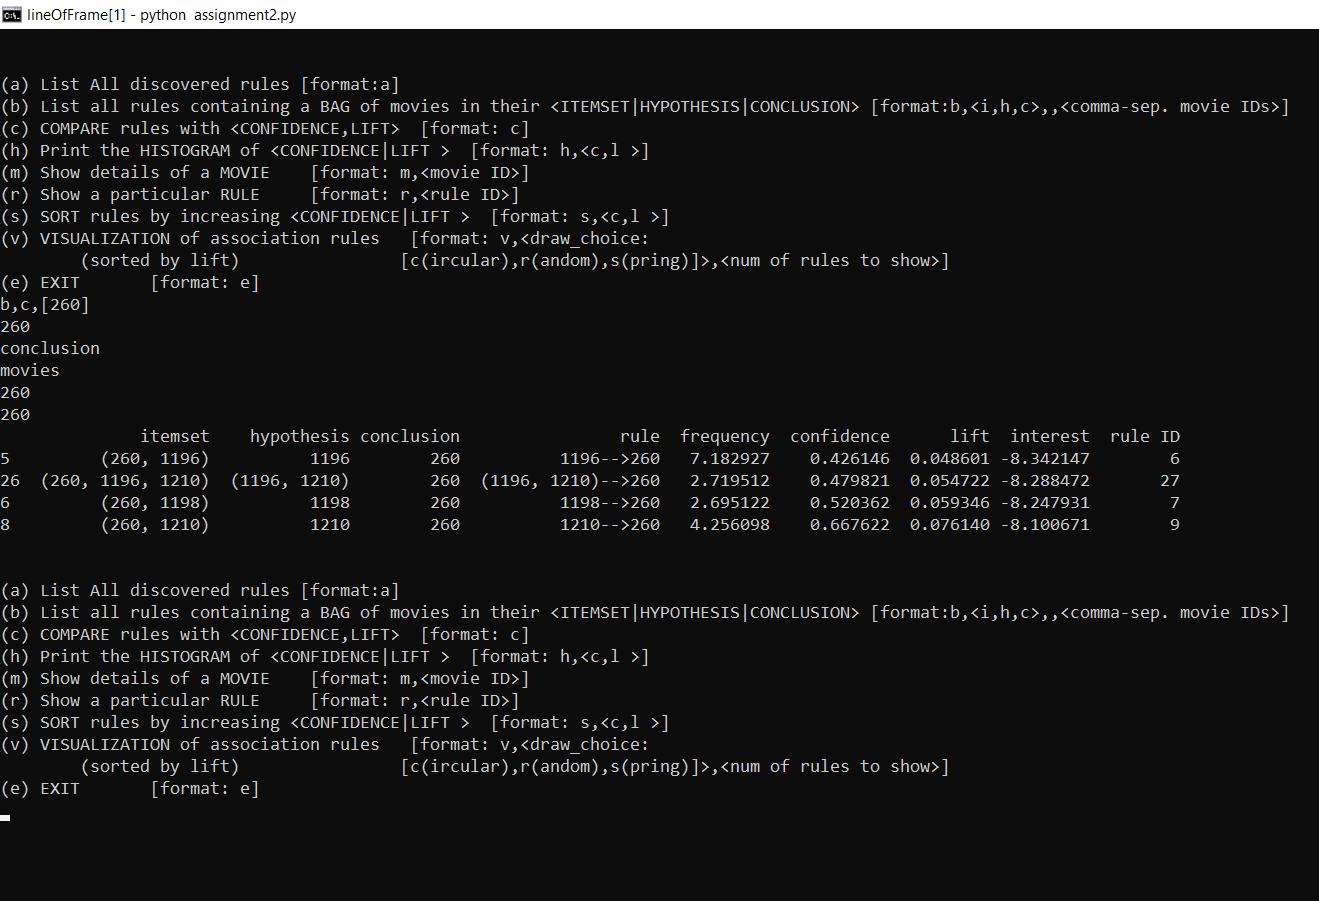 lineOfFrame[1] - python  assignment2.py
(a) List All discovered rules [format:a]
(b) List all rules containing a BAG of movies in their <ITEMSET|HYPOTHESIS|CONCLUSION> [format:b,<i,h,c>,,<comma-sep. movie IDs>]
(c) COMPARE rules with <CONFIDENCE,LIFT>  [format: c]
(h) Print the HISTOGRAM of <CONFIDENCE|LIFT >  [format: h,<c,l >]
(m) Show details of a MOVIE    [format: m,<movie ID>]
(r) Show a particular RULE     [format: r,<rule ID>]
(s) SORT rules by increasing <CONFIDENCE|LIFT >  [format: s,<c,l >]
(v) VISUALIZATION of association rules   [format: v,<draw_choice:
        (sorted by lift)                [c(ircular),r(andom),s(pring)]>,<num of rules to show>]
(e) EXIT       [format: e]
b,c,[260]
260
conclusion
movies
260
260
              itemset    hypothesis conclusion                rule  frequency  confidence      lift  interest  rule ID
5         (260, 1196)          1196        260          1196-->260   7.182927    0.426146  0.048601 -8.342147        6
26  (260, 1196, 1210)  (1196, 1210)        260  (1196, 1210)-->260   2.719512    0.479821  0.054722 -8.288472       27
6         (260, 1198)          1198        260          1198-->260   2.695122    0.520362  0.059346 -8.247931        7
8         (260, 1210)          1210        260          1210-->260   4.256098    0.667622  0.076140 -8.100671        9
(a) List All discovered rules [format:a]
(b) List all rules containing a BAG of movies in their <ITEMSET|HYPOTHESIS|CONCLUSION> [format:b,<i,h,c>,,<comma-sep. movie IDs>]
(c) COMPARE rules with <CONFIDENCE,LIFT>  [format: c]
(h) Print the HISTOGRAM of <CONFIDENCE|LIFT >  [format: h,<c,l >]
(m) Show details of a MOVIE    [format: m,<movie ID>]
(r) Show a particular RULE     [format: r,<rule ID>]
(s) SORT rules by increasing <CONFIDENCE|LIFT >  [format: s,<c,l >]
(v) VISUALIZATION of association rules   [format: v,<draw_choice:
        (sorted by lift)                [c(ircular),r(andom),s(pring)]>,<num of rules to show>]
(e) EXIT       [format: e]